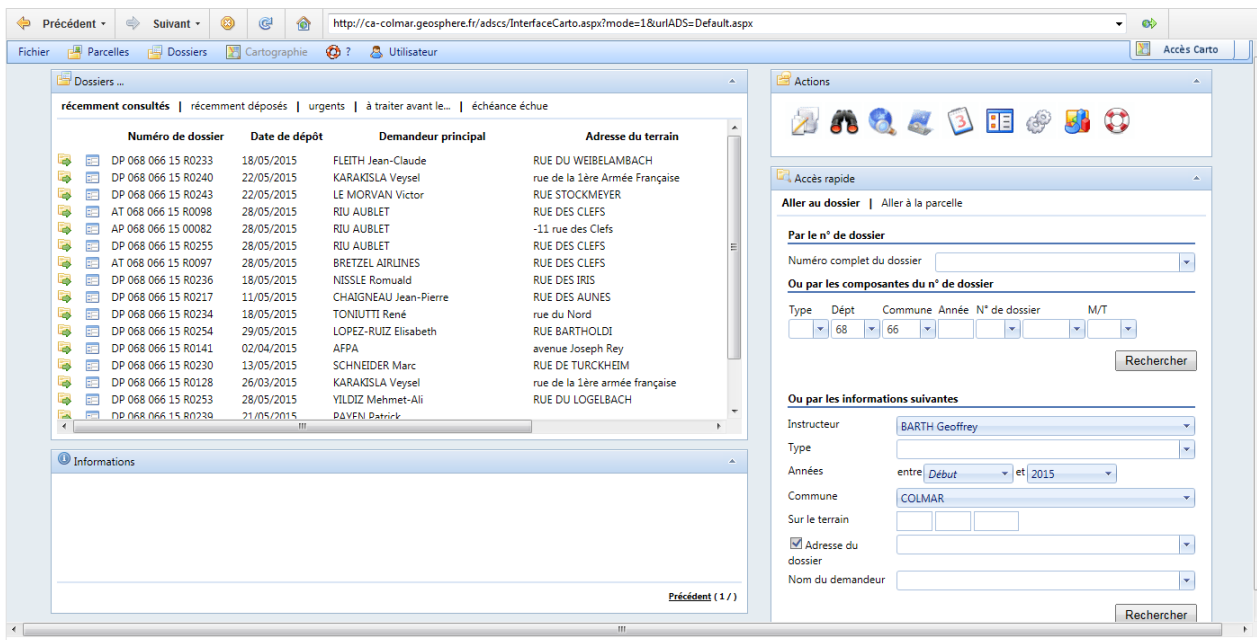 Précédent Suivant http://ca-colmar.geosphere.fr/adscs/InterfaceCarto.aspx?mode=1&urlADS=Default.aspx
Fichier Parcelles Dossiers Cartographie ? Utilisateur Accès Carto
Dossiers ...
récemment consultés | récemment déposés | urgents | à traiter avant le... | échéance échue
Numéro de dossier Date de dépôt Demandeur principal Adresse du terrain
DP 068 066 15 R0233 18/05/2015 FLEITH Jean-Claude RUE DU WEIBELAMBACH
DP 068 066 15 R0240 22/05/2015 KARAKISLA Veysel rue de la 1ère Armée Française
DP 068 066 15 R0243 22/05/2015 LE MORVAN Victor RUE STOCKMEYER
AT 068 066 15 R0098 28/05/2015 RIU AUBLET RUE DES CLEFS
AP 068 066 15 00082 28/05/2015 RIU AUBLET -11 rue des Clefs
DP 068 066 15 R0255 28/05/2015 RIU AUBLET RUE DES CLEFS
AT 068 066 15 R0097 28/05/2015 BRETZEL AIRLINES RUE DES CLEFS
DP 068 066 15 R0236 18/05/2015 NISSLE Romuald RUE DES IRIS
DP 068 066 15 R0217 11/05/2015 CHAIGNEAU Jean-Pierre RUE DES AUNES
DP 068 066 15 R0234 18/05/2015 TONIUTTI René rue du Nord
DP 068 066 15 R0254 29/05/2015 LOPEZ-RUIZ Elisabeth RUE BARTHOLDI
DP 068 066 15 R0141 02/04/2015 AFPA avenue Joseph Rey
DP 068 066 15 R0230 13/05/2015 SCHNEIDER Marc RUE DE TURCKHEIM
DP 068 066 15 R0128 26/03/2015 KARAKISLA Veysel rue de la 1ère armée française
DP 068 066 15 R0253 28/05/2015 YILDIZ Mehmet-Ali RUE DU LOGELBACH
DP 068 066 15 R0239 21/05/2015 PAYEN Patrick
Informations
Précédent ( 1 / )
Actions
3
Accès rapide
Aller au dossier | Aller à la parcelle
Par le n° de dossier
Numéro complet du dossier
Ou par les composantes du n° de dossier
Type Dépt Commune Année N° de dossier M/T
68 66
Rechercher
Ou par les informations suivantes
Instructeur BARTH Geoffrey
Type
Années entre Début et 2015
Commune COLMAR
Sur le terrain
Adresse du
dossier
Nom du demandeur
Rechercher